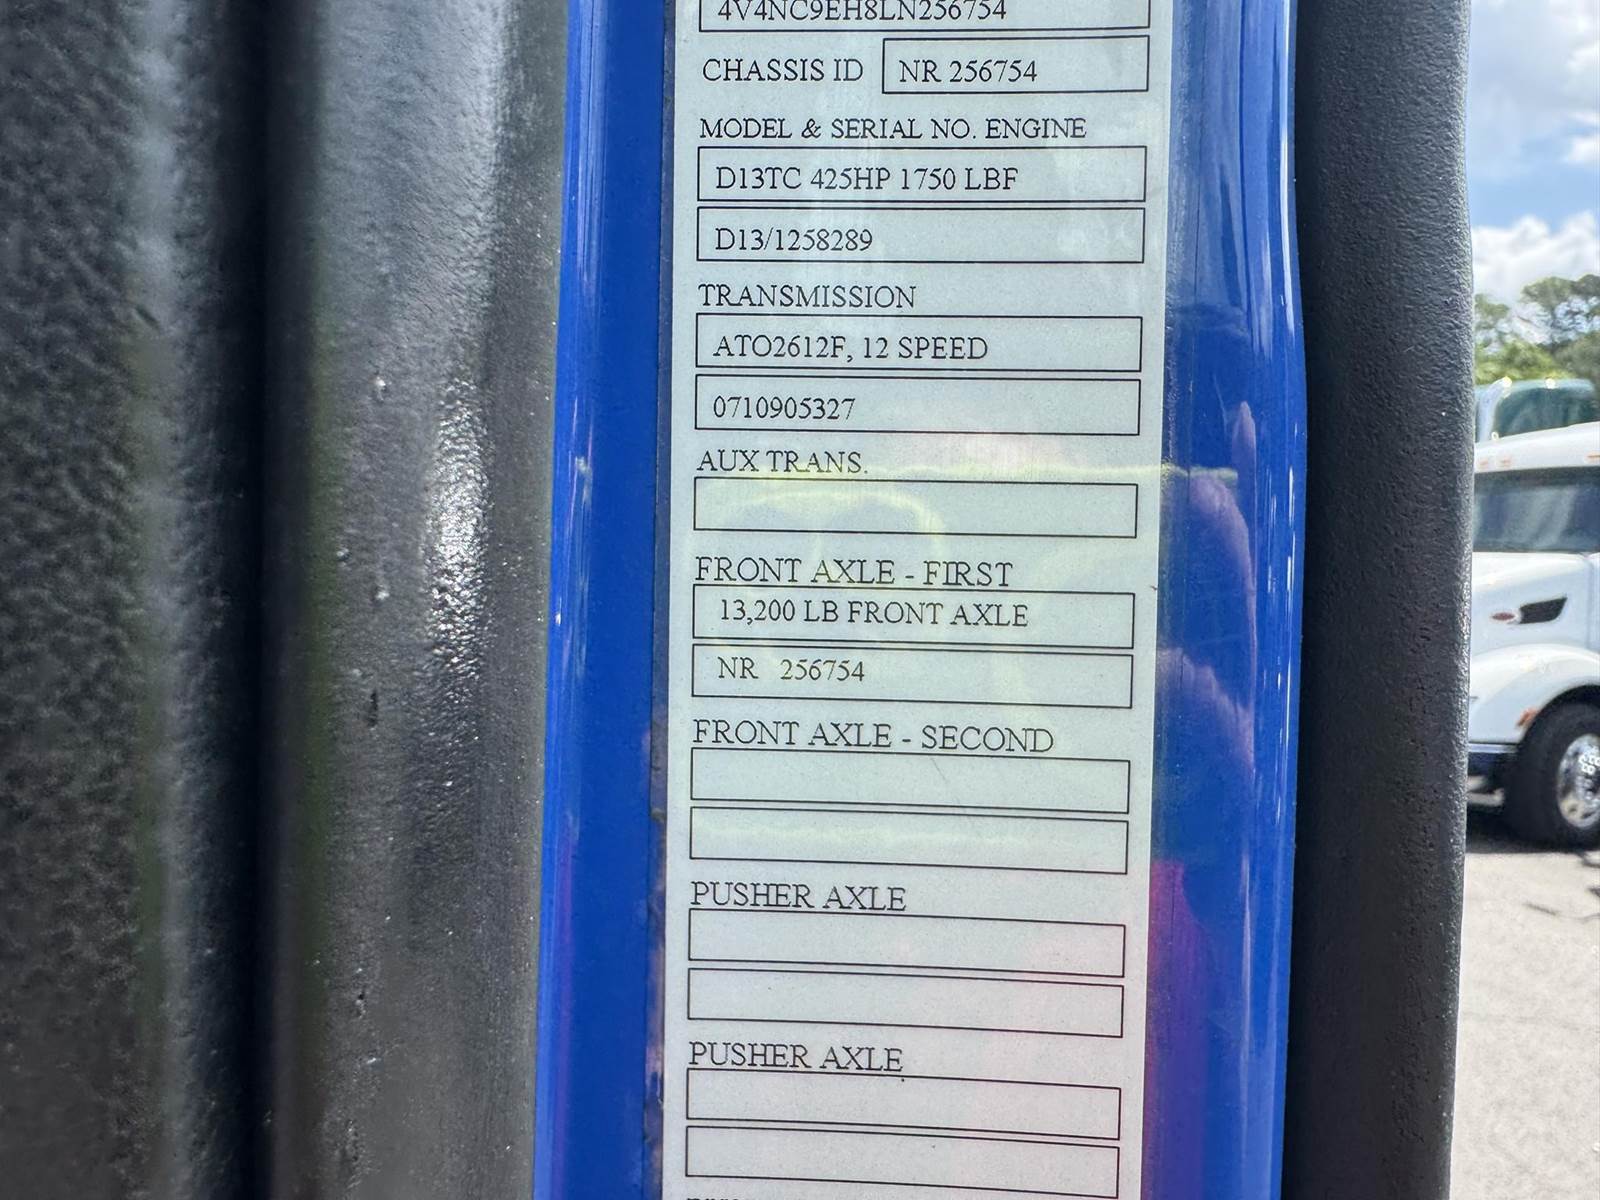 4V4NC9EH8LN256754
CHASSIS ID NR 256754
MODEL & SERIAL NO. ENGINE
D13TC 425HP 1750 LBF
D13/1258289
TRANSMISSION
ATO2612F, 12 SPEED
0710905327
AUX TRANS.
FRONT AXLE - FIRST
13,200 LB FRONT AXLE
NR 256754
FRONT AXLE - SECOND
PUSHER AXLE
PUSHER AXLE